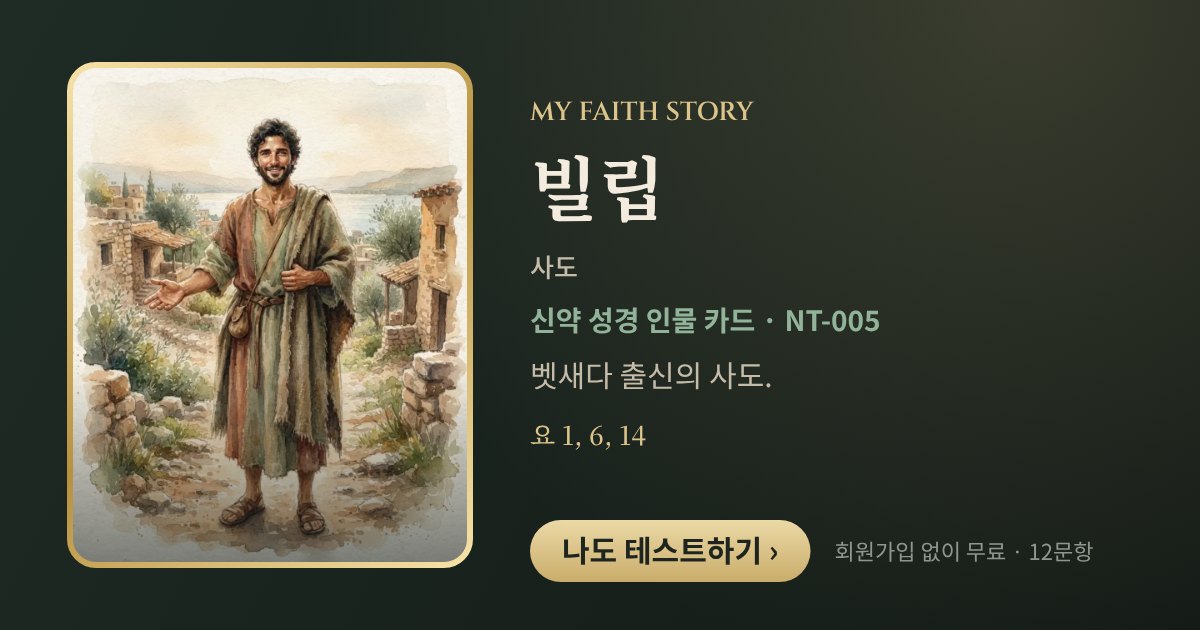 MY FAITH STORY
빌립
사도
신약 성경 인물 카드 · NT-005
벳새다 출신의 사도.
요 1, 6, 14
나도 테스트하기 ›
회원가입 없이 무료 · 12문항